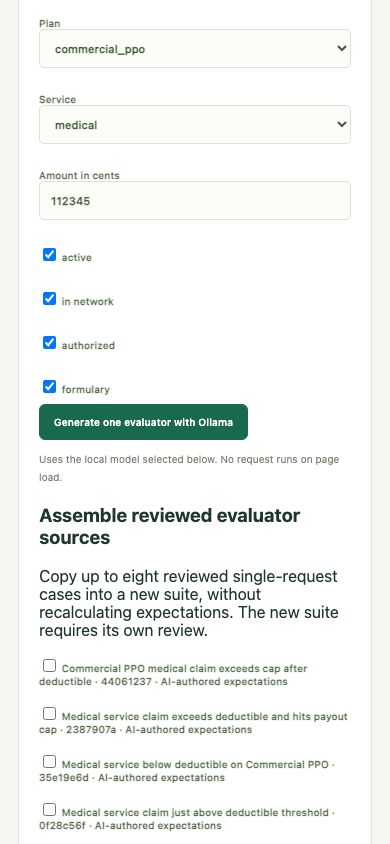 Plan
commercial_ppo
Service
medical
Amount in cents
112345
active
in network
authorized
formulary
Generate one evaluator with Ollama
Uses the local model selected below. No request runs on page
load.
Assemble reviewed evaluator
sources
Copy up to eight reviewed single-request
cases into a new suite, without
recalculating expectations. The new suite
requires its own review.
Commercial PPO medical claim exceeds cap after
deductible · 44061237 · AI-authored expectations
Medical service claim exceeds deductible and hits payout
cap · 2387907a · AI-authored expectations
Medical service below deductible on Commercial PPO ·
35e19e6d · AI-authored expectations
Medical service claim just above deductible threshold ·
0f28c56f · AI-authored expectations